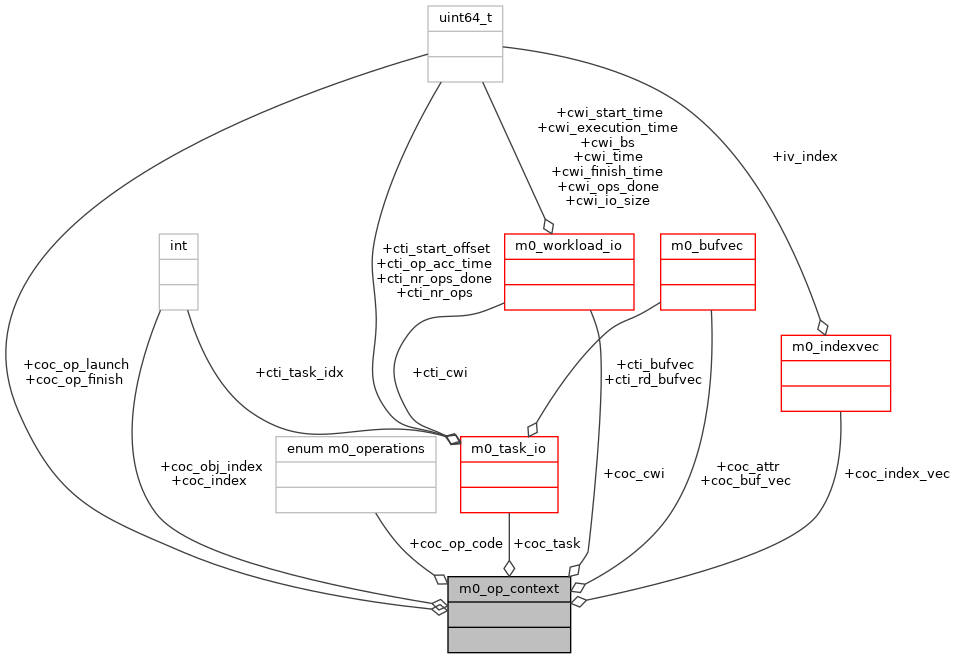 uint64_t
+cwi_start_time
+cwi_execution_time
+cwi_bs
+cwi_time
+cwi_finish_time
+cwi_ops_done
+cwi_io_size
+iv_index
int
+cti_start_offset
+cti_op_acc_time
+cti_nr_ops_done
+cti_nr_ops
m0_workload_io
m0_bufvec
m0_indexvec
+coc_op_launch
+coc_op_finish
+cti_task_idx
+cti_cwi
+cti_bufvec
+cti_rd_bufvec
enum m0_operations
m0_task_io
+coc_obj_index
+coc_index
+coc_cwi
+coc_attr
+coc_buf_vec
+coc_index_vec
+coc_op_code
+coc_task
m0_op_context